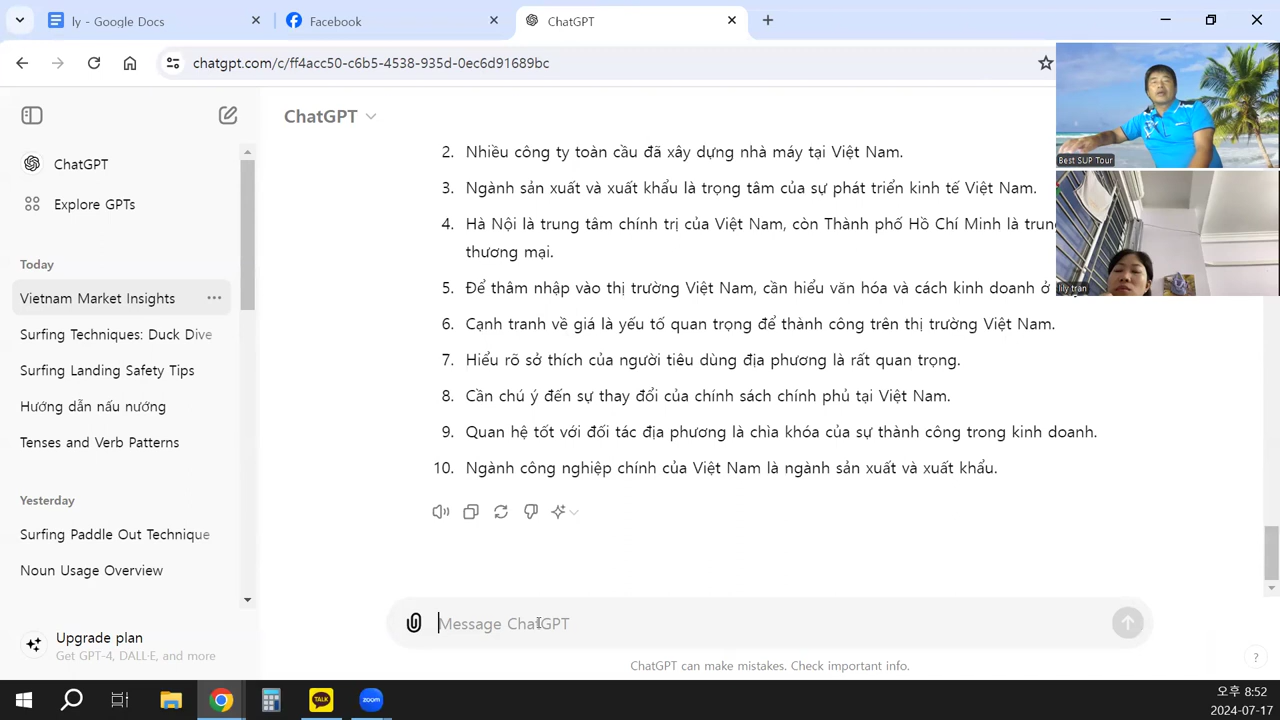 ly - Google Docs
Facebook
ChatGPT
chatgpt.com/c/ff4acc50-c6b5-4538-935d-0ec6d91689bc
ChatGPT
Best SUP Tour
lily tran
ChatGPT
Explore GPTs
Today
Vietnam Market Insights
Surfing Techniques: Duck Dive
Surfing Landing Safety Tips
Hướng dẫn nấu nướng
Tenses and Verb Patterns
Yesterday
Surfing Paddle Out Technique
Noun Usage Overview
Upgrade plan
Get GPT-4, DALL·E, and more
2. Nhiều công ty toàn cầu đã xây dựng nhà máy tại Việt Nam.
3. Ngành sản xuất và xuất khẩu là trọng tâm của sự phát triển kinh tế Việt Nam.
4. Hà Nội là trung tâm chính trị của Việt Nam, còn Thành phố Hồ Chí Minh là trun
thương mại.
5. Để thâm nhập vào thị trường Việt Nam, cần hiểu văn hóa và cách kinh doanh ở
6. Cạnh tranh về giá là yếu tố quan trọng để thành công trên thị trường Việt Nam.
7. Hiểu rõ sở thích của người tiêu dùng địa phương là rất quan trọng.
8. Cần chú ý đến sự thay đổi của chính sách chính phủ tại Việt Nam.
9. Quan hệ tốt với đối tác địa phương là chìa khóa của sự thành công trong kinh doanh.
10. Ngành công nghiệp chính của Việt Nam là ngành sản xuất và xuất khẩu.
Message ChatGPT
ChatGPT can make mistakes. Check important info.
?
TALK
zoom
오후 8:52
2024-07-17